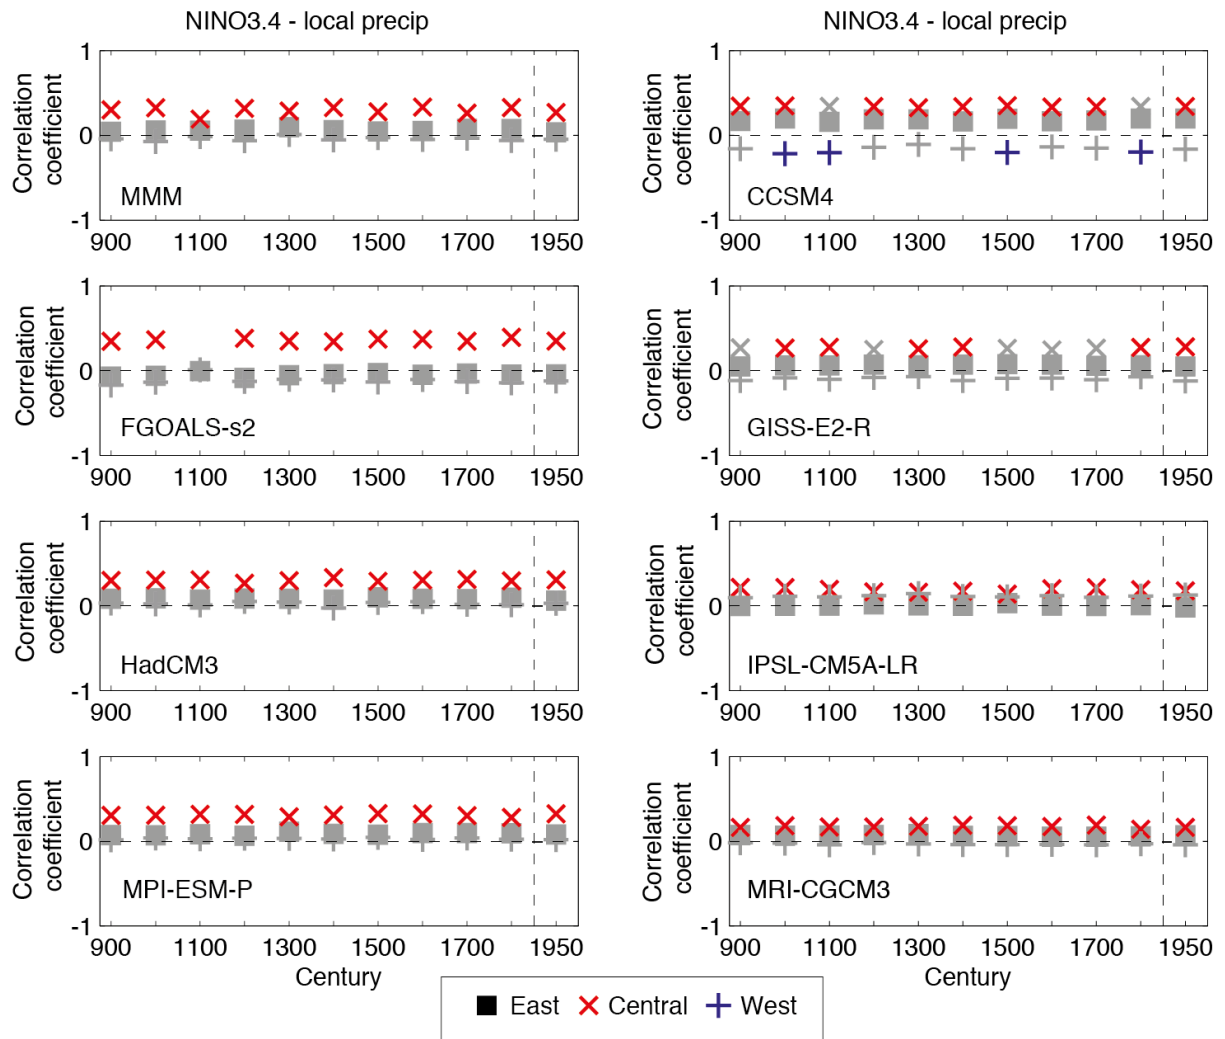 NINO3.4 - local precip
1
0
-1
Correlation
coefficient
MMM
900 1100 1300 1500 1700 1950
NINO3.4 - local precip
1
0
-1
Correlation
coefficient
CCSM4
900 1100 1300 1500 1700 1950
1
0
-1
Correlation
coefficient
FGOALS-s2
900 1100 1300 1500 1700 1950
1
0
-1
Correlation
coefficient
GISS-E2-R
900 1100 1300 1500 1700 1950
1
0
-1
Correlation
coefficient
HadCM3
900 1100 1300 1500 1700 1950
1
0
-1
Correlation
coefficient
IPSL-CM5A-LR
900 1100 1300 1500 1700 1950
1
0
-1
Correlation
coefficient
MPI-ESM-P
900 1100 1300 1500 1700 1950
Century
1
0
-1
Correlation
coefficient
MRI-CGCM3
900 1100 1300 1500 1700 1950
Century
East Central West